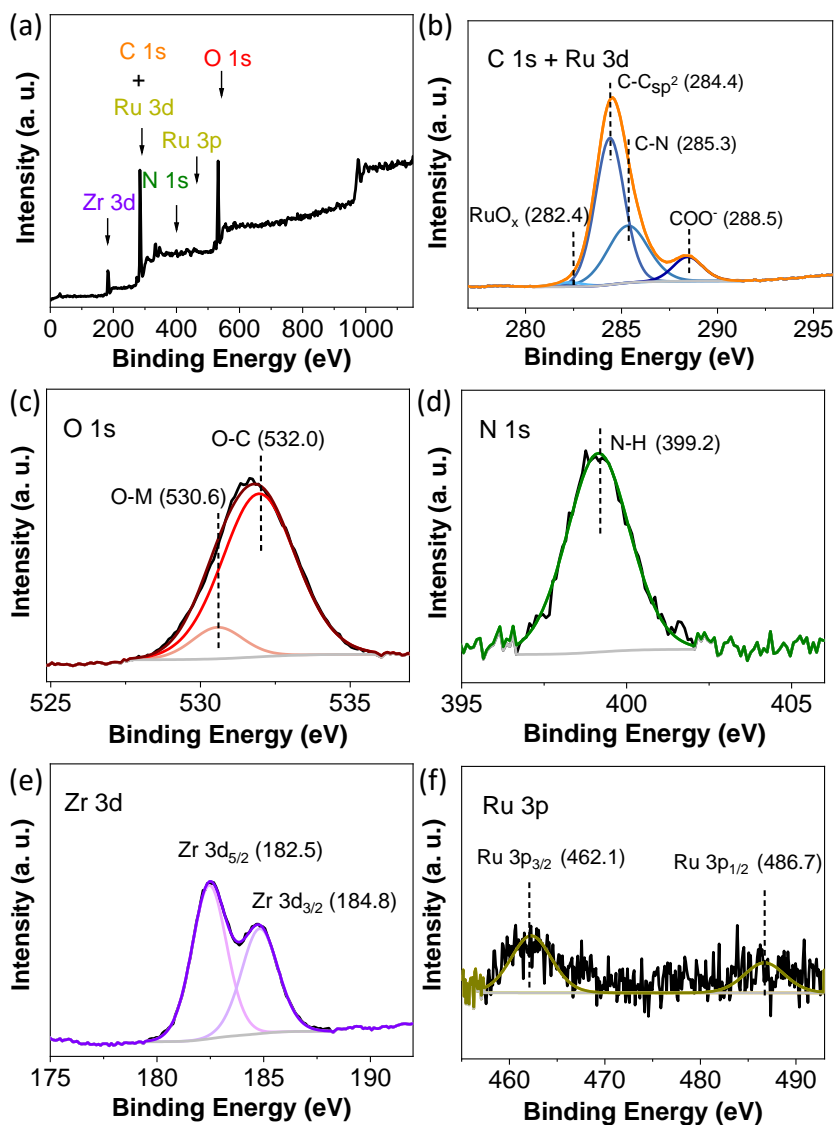 (a)
C 1s
+
Ru 3d
O 1s
Ru 3p
N 1s
Zr 3d
Intensity (a. u.)
0 200 400 600 800 1000
Binding Energy (eV)
(b)
C 1s + Ru 3d
C-C_sp² (284.4)
C-N (285.3)
RuOₓ (282.4)
COO⁻ (288.5)
Intensity (a. u.)
280 285 290 295
Binding Energy (eV)
(c)
O 1s
O-C (532.0)
O-M (530.6)
Intensity (a. u.)
525 530 535
Binding Energy (eV)
(d)
N 1s
N-H (399.2)
Intensity (a. u.)
395 400 405
Binding Energy (eV)
(e)
Zr 3d
Zr 3d₅/₂ (182.5)
Zr 3d₃/₂ (184.8)
Intensity (a. u.)
175 180 185 190
Binding Energy (eV)
(f)
Ru 3p
Ru 3p₃/₂ (462.1)
Ru 3p₁/₂ (486.7)
Intensity (a. u.)
460 470 480 490
Binding Energy (eV)